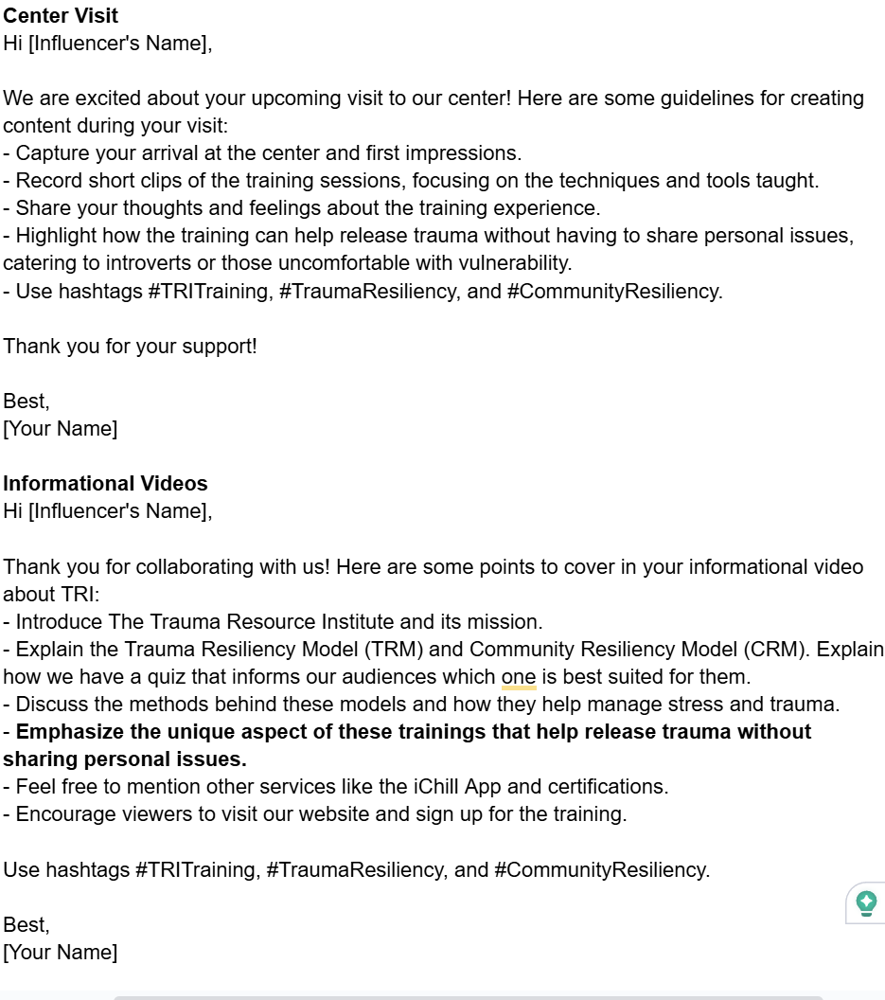 Center Visit
Hi [Influencer's Name],
We are excited about your upcoming visit to our center! Here are some guidelines for creating
content during your visit:
- Capture your arrival at the center and first impressions.
- Record short clips of the training sessions, focusing on the techniques and tools taught.
- Share your thoughts and feelings about the training experience.
- Highlight how the training can help release trauma without having to share personal issues,
catering to introverts or those uncomfortable with vulnerability.
- Use hashtags #TRITraining, #TraumaResiliency, and #CommunityResiliency.
Thank you for your support!
Best,
[Your Name]
Informational Videos
Hi [Influencer's Name],
Thank you for collaborating with us! Here are some points to cover in your informational video
about TRI:
- Introduce The Trauma Resource Institute and its mission.
- Explain the Trauma Resiliency Model (TRM) and Community Resiliency Model (CRM). Explain
how we have a quiz that informs our audiences which one is best suited for them.
- Discuss the methods behind these models and how they help manage stress and trauma.
- Emphasize the unique aspect of these trainings that help release trauma without
sharing personal issues.
- Feel free to mention other services like the iChill App and certifications.
- Encourage viewers to visit our website and sign up for the training.
Use hashtags #TRITraining, #TraumaResiliency, and #CommunityResiliency.
Best,
[Your Name]